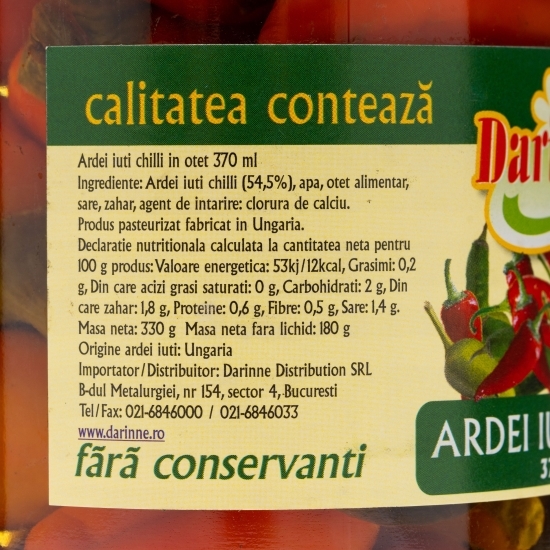 calitatea contează
Ardei iuti chilli in otet 370 ml
Ingrediente: Ardei iuti chilli (54,5%), apa, otet alimentar,
sare, zahar, agent de intarire: clorura de calciu.
Produs pasteurizat fabricat in Ungaria.
Declaratie nutritionala calculata la cantitatea neta pentru
100 g produs: Valoare energetica: 53kj/12kcal, Grasimi: 0,2
g, Din care acizi grasi saturati: 0 g, Carbohidrati: 2 g, Din
care zahar: 1,8 g, Proteine: 0,6 g, Fibre: 0,5 g, Sare: 1,4 g.
Masa neta: 330 g Masa neta fara lichid: 180 g
Origine ardei iuti: Ungaria
Importator/Distribuitor: Darinne Distribution SRL
B-dul Metalurgiei, nr 154, sector 4, Bucuresti
Tel/Fax: 021-6846000 / 021-6846033
www.darinne.ro
fãrã conservanti
Dar
ARDEI IU
37